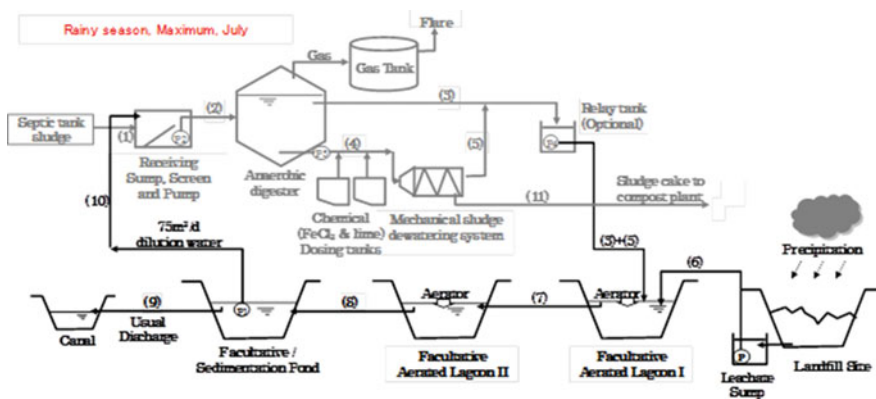 Rainy season, Maximum, July
Flare
Gas
Gas Tank
(2)
(3)
Septic tank
sludge
(1)
Relay tank
(Optional)
(4)
(5)
Receiving
Sump, Screen
and Pump
Anaerobic
digester
Sludge cake to
compost plant
(10)
(11)
Chemical
(FeCl₃ & lime)
Dosing tanks
Mechanical sludge
dewatering system
75m³/d
dilution water
(3)+(5)
(6)
Precipitation
(9)
(8)
Aerator
(7)
Aerator
P
Usual
Discharge
Canal
Facultative /
Sedimentation Pond
Facultative
Aerated Lagoon II
Facultative
Aerated Lagoon I
P
Leachate
Sump
Landfill Site